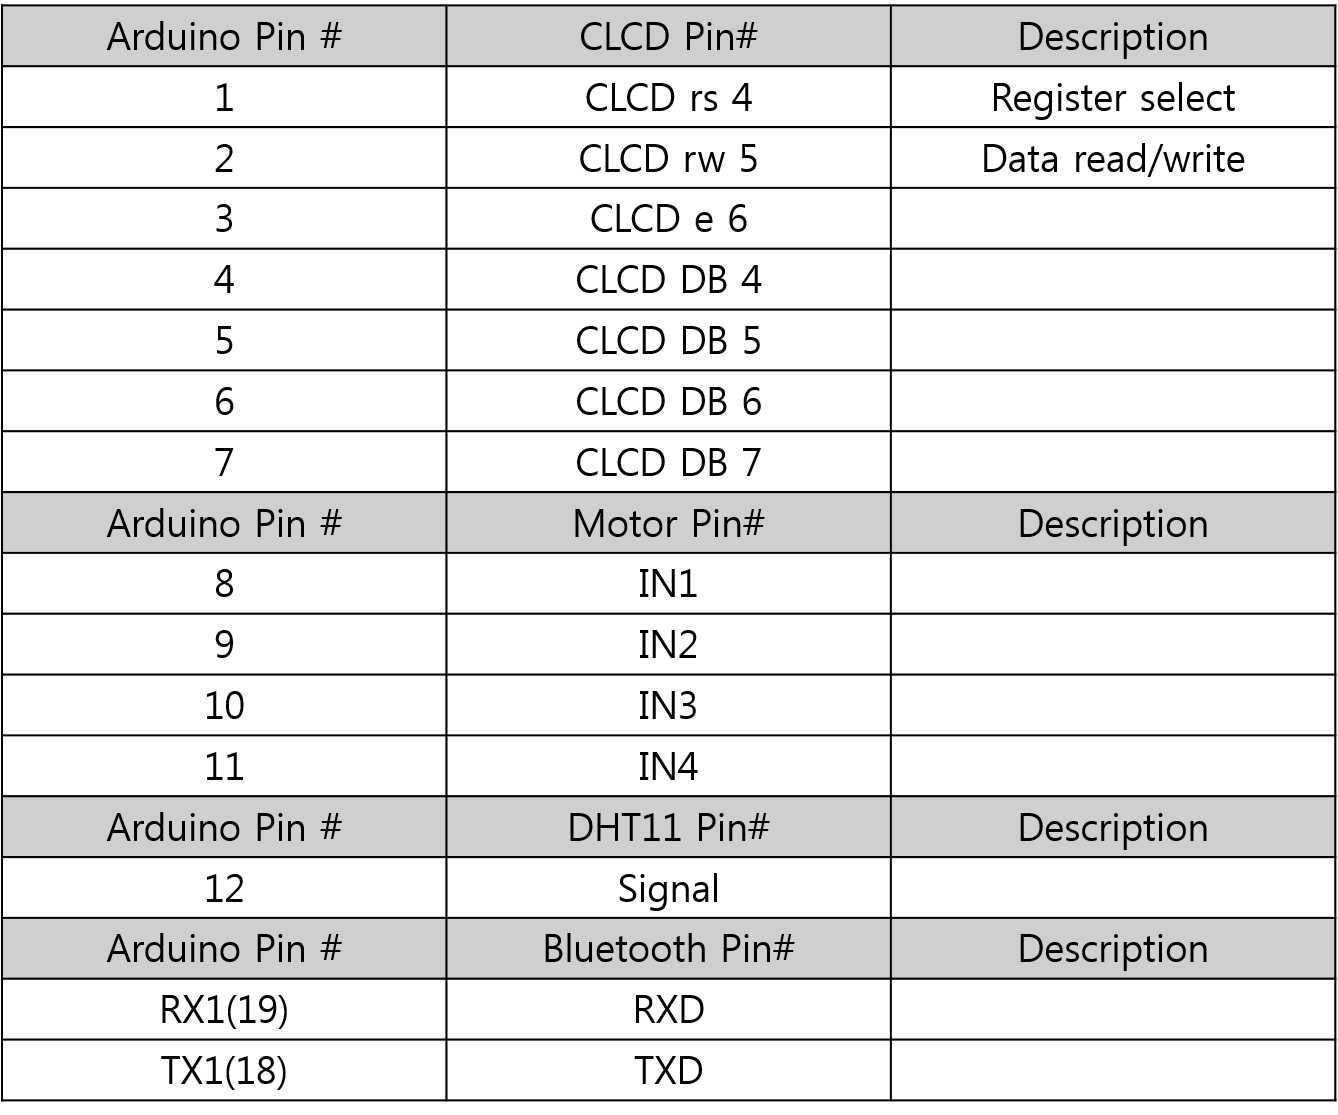 Arduino Pin # CLCD Pin# Description
1 CLCD rs 4 Register select
2 CLCD rw 5 Data read/write
3 CLCD e 6
4 CLCD DB 4
5 CLCD DB 5
6 CLCD DB 6
7 CLCD DB 7
Arduino Pin # Motor Pin# Description
8 IN1
9 IN2
10 IN3
11 IN4
Arduino Pin # DHT11 Pin# Description
12 Signal
Arduino Pin # Bluetooth Pin# Description
RX1(19) RXD
TX1(18) TXD